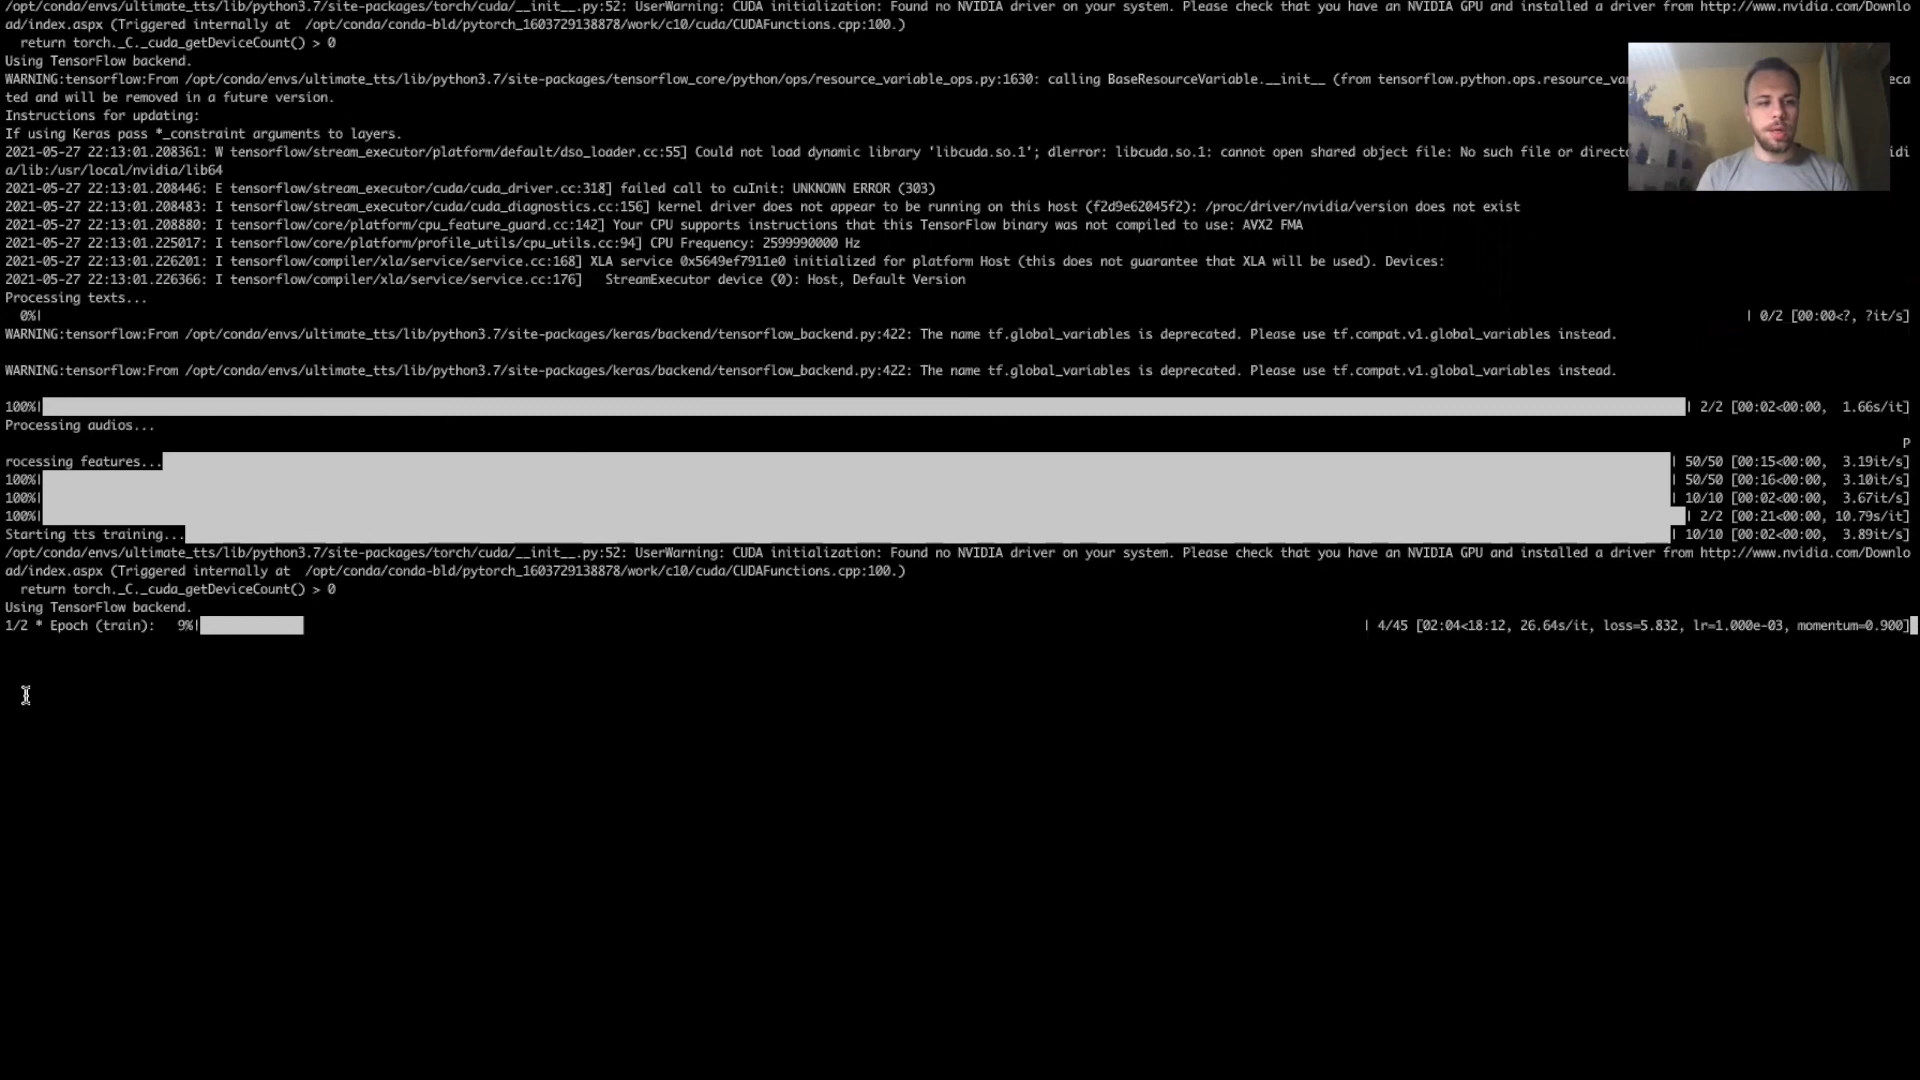 /opt/conda/envs/ultimate_tts/lib/python3.7/site-packages/torch/cuda/__init__.py:52: UserWarning: CUDA initialization: Found no NVIDIA driver on your system. Please check that you have an NVIDIA GPU and installed a driver from http://www.nvidia.com/Downlo
ad/index.aspx (Triggered internally at  /opt/conda/conda-bld/pytorch_1603729138878/work/c10/cuda/CUDAFunctions.cpp:100.)
  return torch._C._cuda_getDeviceCount() > 0
Using TensorFlow backend.
WARNING:tensorflow:From /opt/conda/envs/ultimate_tts/lib/python3.7/site-packages/tensorflow_core/python/ops/resource_variable_ops.py:1630: calling BaseResourceVariable.__init__ (from tensorflow.python.ops.resource_va eca
ted and will be removed in a future version.
Instructions for updating:
If using Keras pass *_constraint arguments to layers.
2021-05-27 22:13:01.208361: W tensorflow/stream_executor/platform/default/dso_loader.cc:55] Could not load dynamic library 'libcuda.so.1'; dlerror: libcuda.so.1: cannot open shared object file: No such file or direct idi
a/lib:/usr/local/nvidia/lib64
2021-05-27 22:13:01.208446: E tensorflow/stream_executor/cuda/cuda_driver.cc:318] failed call to cuInit: UNKNOWN ERROR (303)
2021-05-27 22:13:01.208483: I tensorflow/stream_executor/cuda/cuda_diagnostics.cc:156] kernel driver does not appear to be running on this host (f2d9e62045f2): /proc/driver/nvidia/version does not exist
2021-05-27 22:13:01.208880: I tensorflow/core/platform/cpu_feature_guard.cc:142] Your CPU supports instructions that this TensorFlow binary was not compiled to use: AVX2 FMA
2021-05-27 22:13:01.225017: I tensorflow/core/platform/profile_utils/cpu_utils.cc:94] CPU Frequency: 2599990000 Hz
2021-05-27 22:13:01.226201: I tensorflow/compiler/xla/service/service.cc:168] XLA service 0x5649ef7911e0 initialized for platform Host (this does not guarantee that XLA will be used). Devices:
2021-05-27 22:13:01.226366: I tensorflow/compiler/xla/service/service.cc:176]   StreamExecutor device (0): Host, Default Version
Processing texts...
  0%| | 0/2 [00:00<?, ?it/s]
WARNING:tensorflow:From /opt/conda/envs/ultimate_tts/lib/python3.7/site-packages/keras/backend/tensorflow_backend.py:422: The name tf.global_variables is deprecated. Please use tf.compat.v1.global_variables instead.
WARNING:tensorflow:From /opt/conda/envs/ultimate_tts/lib/python3.7/site-packages/keras/backend/tensorflow_backend.py:422: The name tf.global_variables is deprecated. Please use tf.compat.v1.global_variables instead.
100%| | 2/2 [00:02<00:00,  1.66s/it]
Processing audios...
P
rocessing features... | 50/50 [00:15<00:00,  3.19it/s]
100%| | 50/50 [00:16<00:00,  3.10it/s]
100%| | 10/10 [00:02<00:00,  3.67it/s]
100%| | 2/2 [00:21<00:00, 10.79s/it]
Starting tts training... | 10/10 [00:02<00:00,  3.89it/s]
/opt/conda/envs/ultimate_tts/lib/python3.7/site-packages/torch/cuda/__init__.py:52: UserWarning: CUDA initialization: Found no NVIDIA driver on your system. Please check that you have an NVIDIA GPU and installed a driver from http://www.nvidia.com/Downlo
ad/index.aspx (Triggered internally at  /opt/conda/conda-bld/pytorch_1603729138878/work/c10/cuda/CUDAFunctions.cpp:100.)
  return torch._C._cuda_getDeviceCount() > 0
Using TensorFlow backend.
1/2 * Epoch (train):   9%| | 4/45 [02:04<18:12, 26.64s/it, loss=5.832, lr=1.000e-03, momentum=0.900]